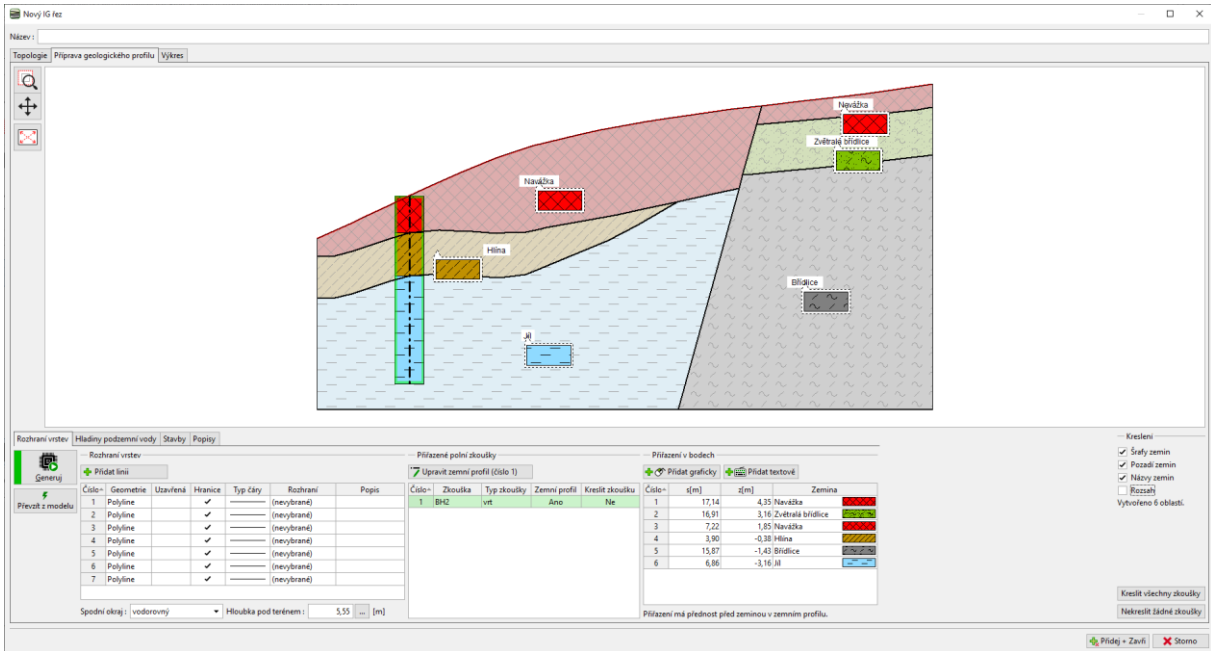 Nový IG řez
Název :
Topologie Příprava geologického profilu Výkres
Navážka
Zvětralá břidlice
Navážka
Hlína
Břidlice
Jíl
Rozhraní vrstev Hladiny podzemní vody Stavby Popisy
Generuj
Převzít z modelu
Rozhraní vrstev
Přidat linii
Číslo Geometrie Uzavřená Hranice Typ čáry Rozhraní Popis
1 Polyline (nevybrané)
2 Polyline (nevybrané)
3 Polyline (nevybrané)
4 Polyline (nevybrané)
5 Polyline (nevybrané)
6 Polyline (nevybrané)
7 Polyline (nevybrané)
Spodní okraj : vodorovný Hloubka pod terénem : 5,55 ... [m]
Přiřazené polní zkoušky
Upravit zemní profil (číslo 1)
Číslo Zkouška Typ zkoušky Zemní profil Kreslit zkoušku
1 BH2 vrt Ano Ne
Přiřazení v bodech
Přidat graficky Přidat textově
Číslo s[m] z[m] Zemina
1 17,14 4,35 Navážka
2 16,91 3,16 Zvětralá břidlice
3 7,22 1,85 Navážka
4 3,90 -0,38 Hlína
5 15,87 -1,43 Břidlice
6 6,86 -3,16 Jíl
Přiřazení má přednost před zeminou v zemním profilu.
Kreslení
Šrafy zemin
Pozadí zemin
Názvy zemin
Rozsah
Vytvořeno 6 oblastí.
Kreslit všechny zkoušky
Nekreslit žádné zkoušky
Přidej + Zavři Storno